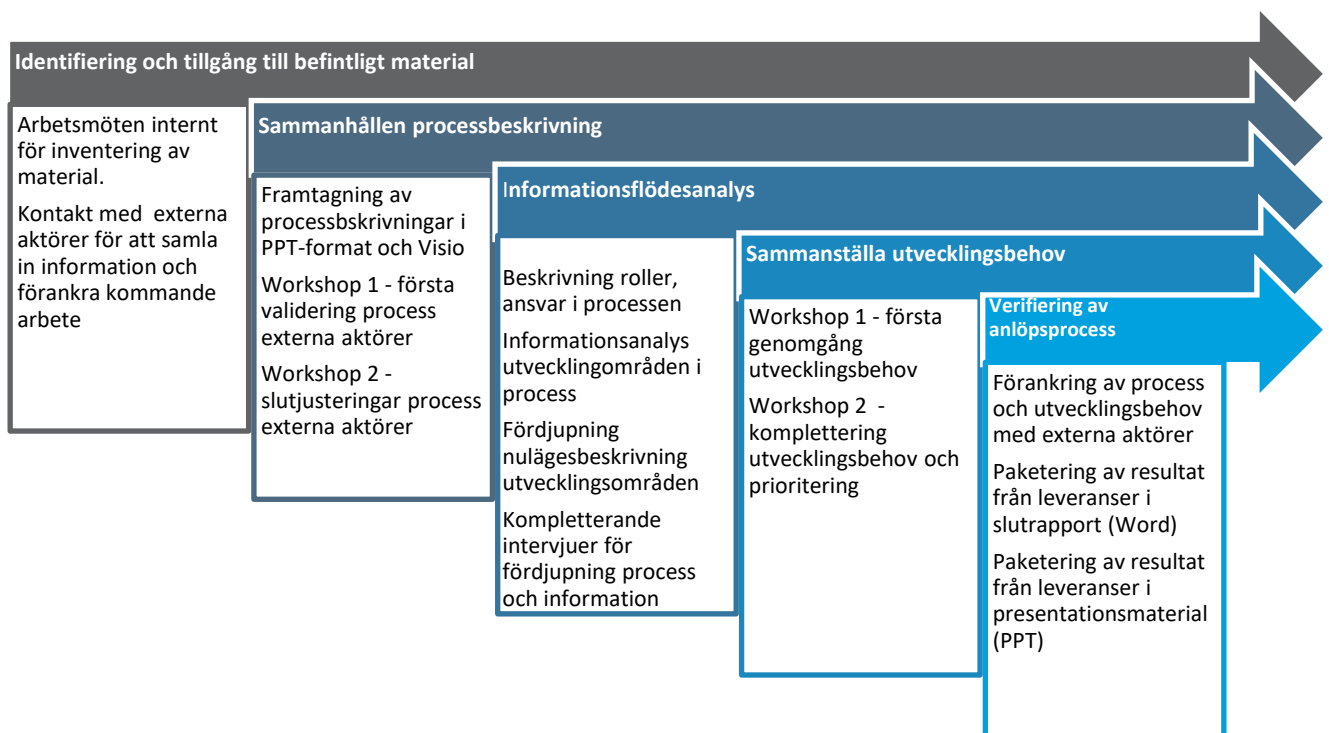 Identifiering och tillgång till befintligt material
Arbetsmöten internt
för inventering av
material.
Kontakt med  externa
aktörer för att samla
in information och
förankra kommande
arbete
Sammanhållen processbeskrivning
Framtagning av
processbskrivningar i
PPT-format och Visio
Workshop 1 - första
validering process
externa aktörer
Workshop 2 -
slutjusteringar process
externa aktörer
Informationsflödesanalys
Beskrivning roller,
ansvar i processen
Informationsanalys
utvecklingområden i
process
Fördjupning
nulägesbeskrivning
utvecklingsområden
Kompletterande
intervjuer för
fördjupning process
och information
Sammanställa utvecklingsbehov
Workshop 1 - första
genomgång
utvecklingsbehov
Workshop 2  -
komplettering
utvecklingsbehov och
prioritering
Verifiering av
anlöpsprocess
Förankring av process
och utvecklingsbehov
med externa aktörer
Paketering av resultat
från leveranser i
slutrapport (Word)
Paketering av resultat
från leveranser i
presentationsmaterial
(PPT)